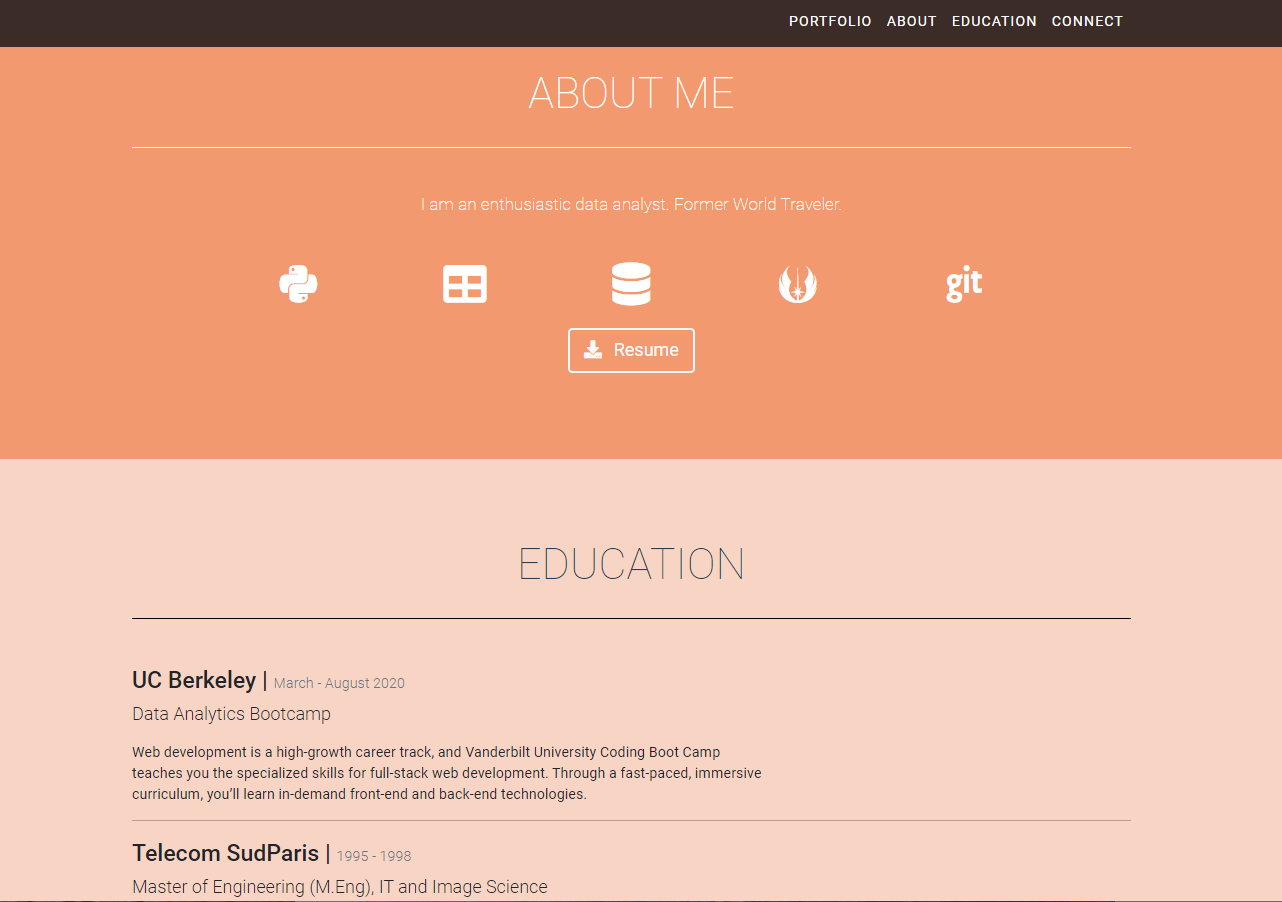 PORTFOLIO ABOUT EDUCATION CONNECT
ABOUT ME
I am an enthusiastic data analyst. Former World Traveler.
git
Resume
EDUCATION
UC Berkeley | March - August 2020
Data Analytics Bootcamp
Web development is a high-growth career track, and Vanderbilt University Coding Boot Camp
teaches you the specialized skills for full-stack web development. Through a fast-paced, immersive
curriculum, you’ll learn in-demand front-end and back-end technologies.
Telecom SudParis | 1995 - 1998
Master of Engineering (M.Eng), IT and Image Science